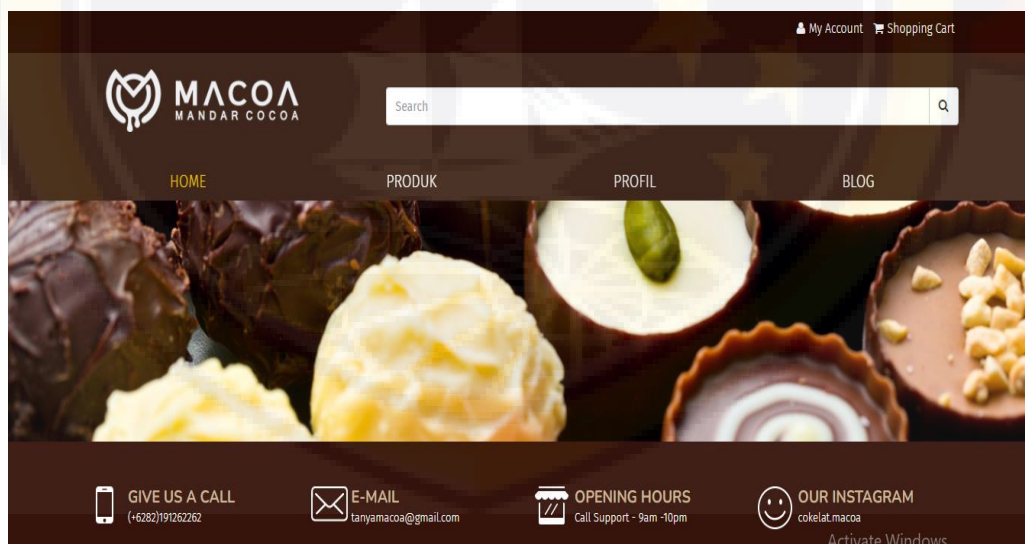 My Account Shopping Cart
MACOA
MANDAR COCOA
Search
HOME PRODUK PROFIL BLOG
GIVE US A CALL
(+6282)191262262
E-MAIL
tanyamacoa@gmail.com
OPENING HOURS
Call Support - 9am -10pm
OUR INSTAGRAM
cokelat.macoa
Activate Windows